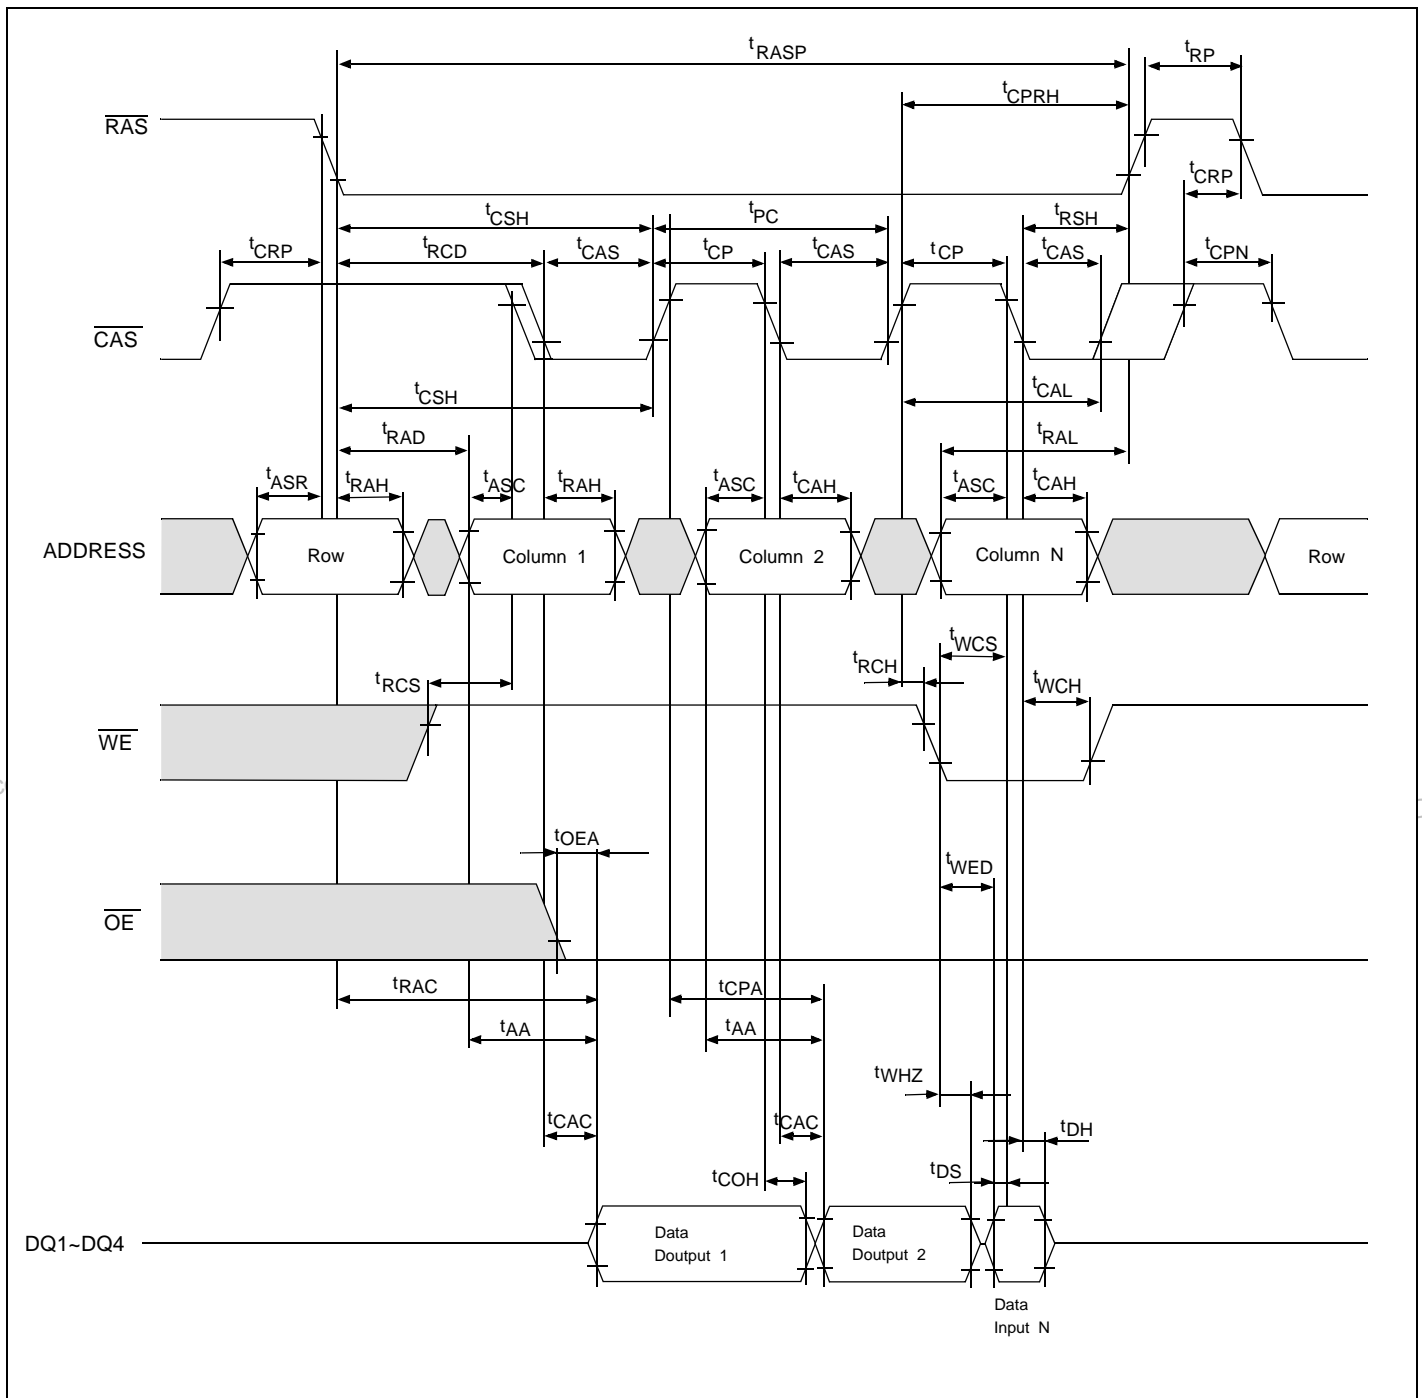 tRASP
tRP
tCPRH
RAS
tCRP
tCSH
tPC
tRSH
tCRP
tRCD
tCAS
tCP
tCAS
tCP
tCAS
tCPN
CAS
tCSH
tCAL
tRAD
tRAL
tASR
tRAH
tASC
tRAH
tASC
tCAH
tASC
tCAH
ADDRESS
Row
Column 1
Column 2
Column N
Row
tWCS
tRCH
tRCS
tWCH
WE
tOEA
tWED
OE
tRAC
tCPA
tAA
tAA
tWHZ
tCAC
tCAC
tDH
tCOH
tDS
DQ1~DQ4
Data
Doutput 1
Data
Doutput 2
Data
Input N